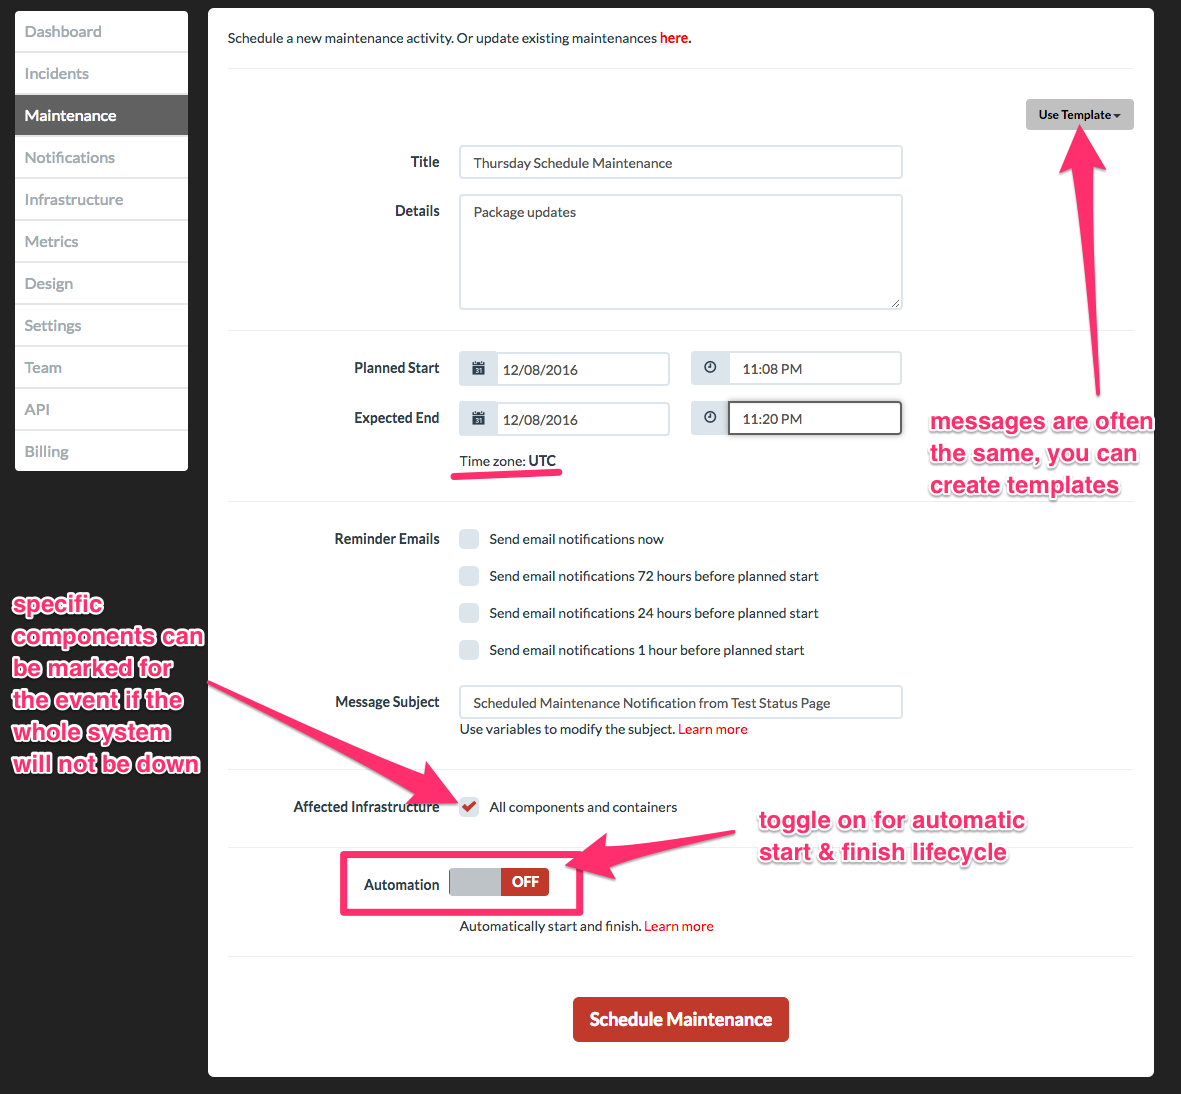 Dashboard
Incidents
Maintenance
Notifications
Infrastructure
Metrics
Design
Settings
Team
API
Billing
Schedule a new maintenance activity. Or update existing maintenances here.
Use Template
Title
Thursday Schedule Maintenance
Details
Package updates
Planned Start
31
12/08/2016
11:08 PM
Expected End
31
12/08/2016
11:20 PM
Time zone: UTC
messages are often
the same, you can
create templates
Reminder Emails
Send email notifications now
Send email notifications 72 hours before planned start
Send email notifications 24 hours before planned start
Send email notifications 1 hour before planned start
specific
components can
be marked for
the event if the
whole system
will not be down
Message Subject
Scheduled Maintenance Notification from Test Status Page
Use variables to modify the subject. Learn more
Affected Infrastructure
All components and containers
toggle on for automatic
start & finish lifecycle
Automation
OFF
Automatically start and finish. Learn more
Schedule Maintenance